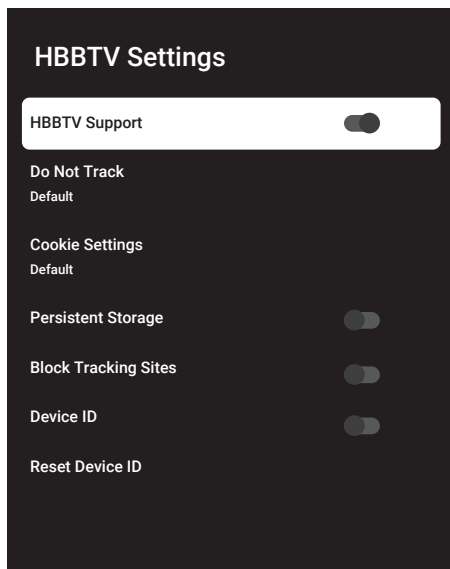 HBBTV Settings
HBBTV Support
Do Not Track
Default
Cookie Settings
Default
Persistent Storage
Block Tracking Sites
Device ID
Reset Device ID